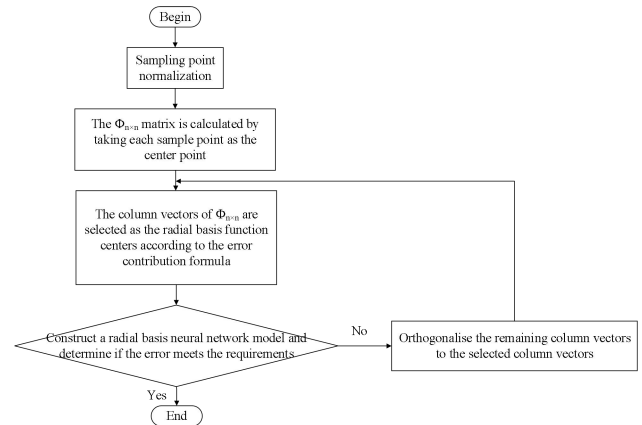 Begin
Sampling point
normalization
The Φn×n matrix is calculated by
taking each sample point as the
center point
The column vectors of Φn×n are
selected as the radial basis function
centers according to the error
contribution formula
Construct a radial basis neural network model and
determine if the error meets the requirements
No
Orthogonalise the remaining column vectors
to the selected column vectors
Yes
End